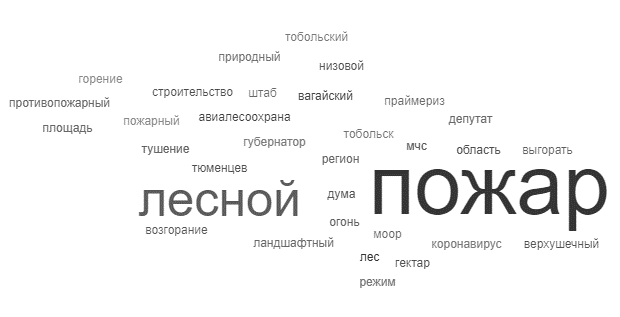 тобольский
природный
низовой
горение
строительство
штаб
вагайский
противопожарный
праймериз
площадь
пожарный
авиалесоохрана
депутат
тобольск
тушение
губернатор
мчс
область
выгорать
регион
тюменцев
пожар
лесной
дума
огонь
возгорание
моор
ландшафтный
коронавирус
верхушечный
лес
гектар
режим